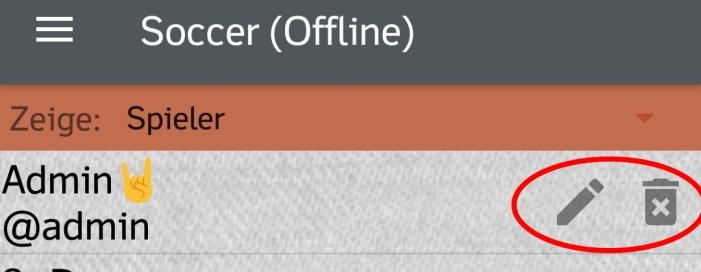 Soccer (Offline)
Zeige: Spieler
Admin🤘
@admin